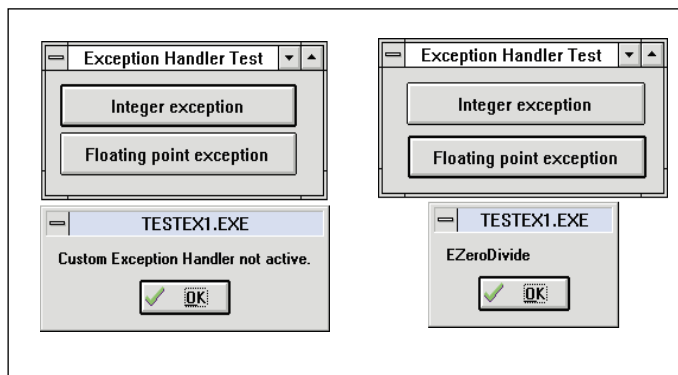 Exception Handler Test
Integer exception
Floating point exception
TESTEX1.EXE
Custom Exception Handler not active.
OK
Exception Handler Test
Integer exception
Floating point exception
TESTEX1.EXE
EZeroDivide
OK